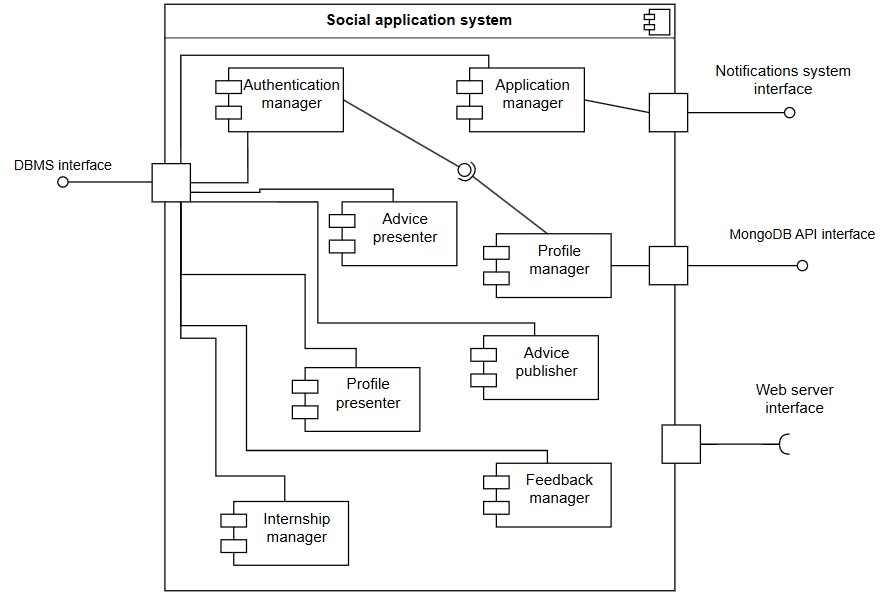 Social application system
Authentication
manager
Application
manager
Notifications system
interface
DBMS interface
Advice
presenter
Profile
manager
MongoDB API interface
Advice
publisher
Profile
presenter
Web server
interface
Feedback
manager
Internship
manager